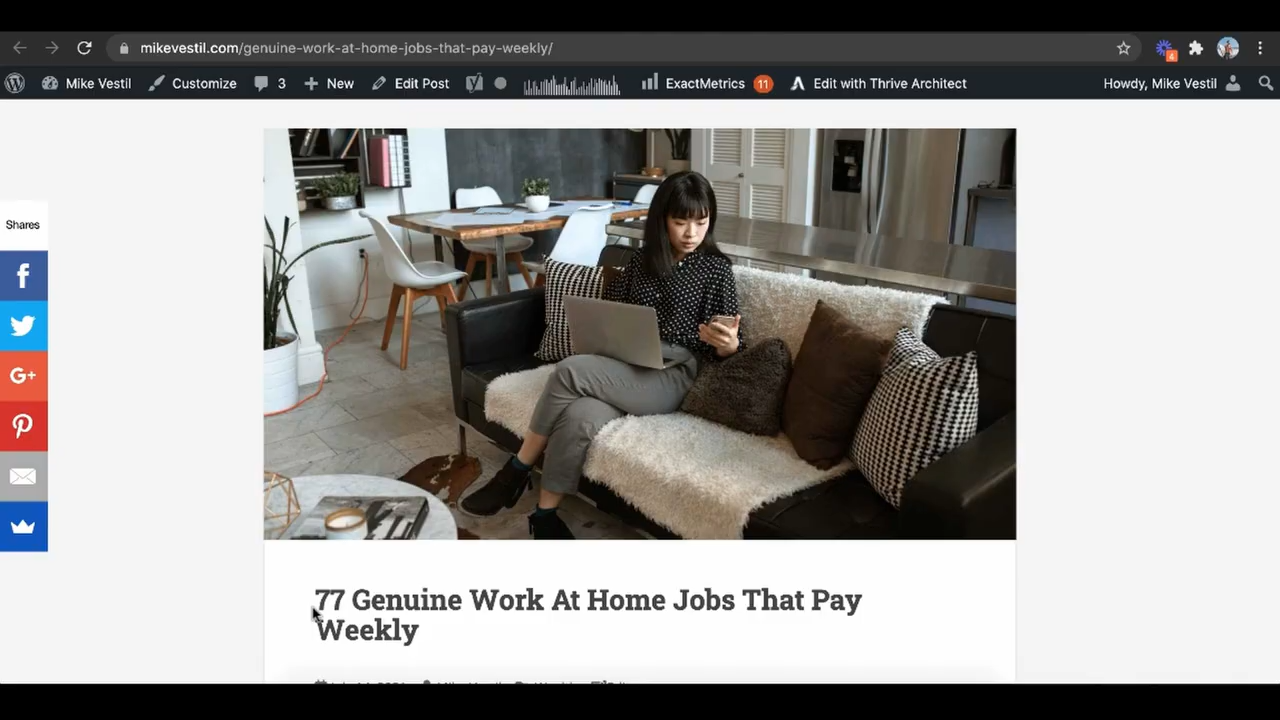 mikevestil.com/genuine-work-at-home-jobs-that-pay-weekly/
4
Mike Vestil Customize 3 New Edit Post ExactMetrics 11 Edit with Thrive Architect Howdy, Mike Vestil
Shares
G+
77 Genuine Work At Home Jobs That Pay
Weekly